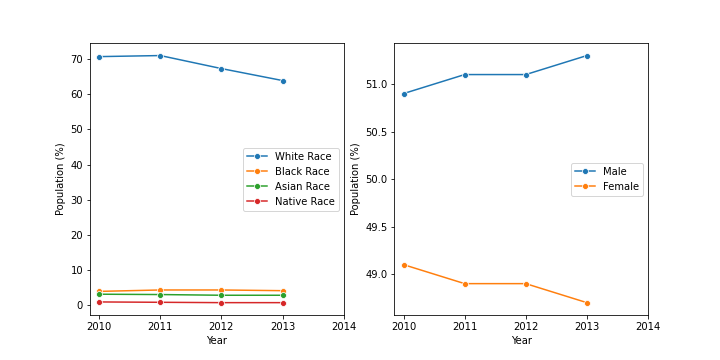 70
60
50
40
30
20
10
0
Population (%)
2010 2011 2012 2013 2014
Year
White Race
Black Race
Asian Race
Native Race
51.0
50.5
50.0
49.5
49.0
Population (%)
2010 2011 2012 2013 2014
Year
Male
Female